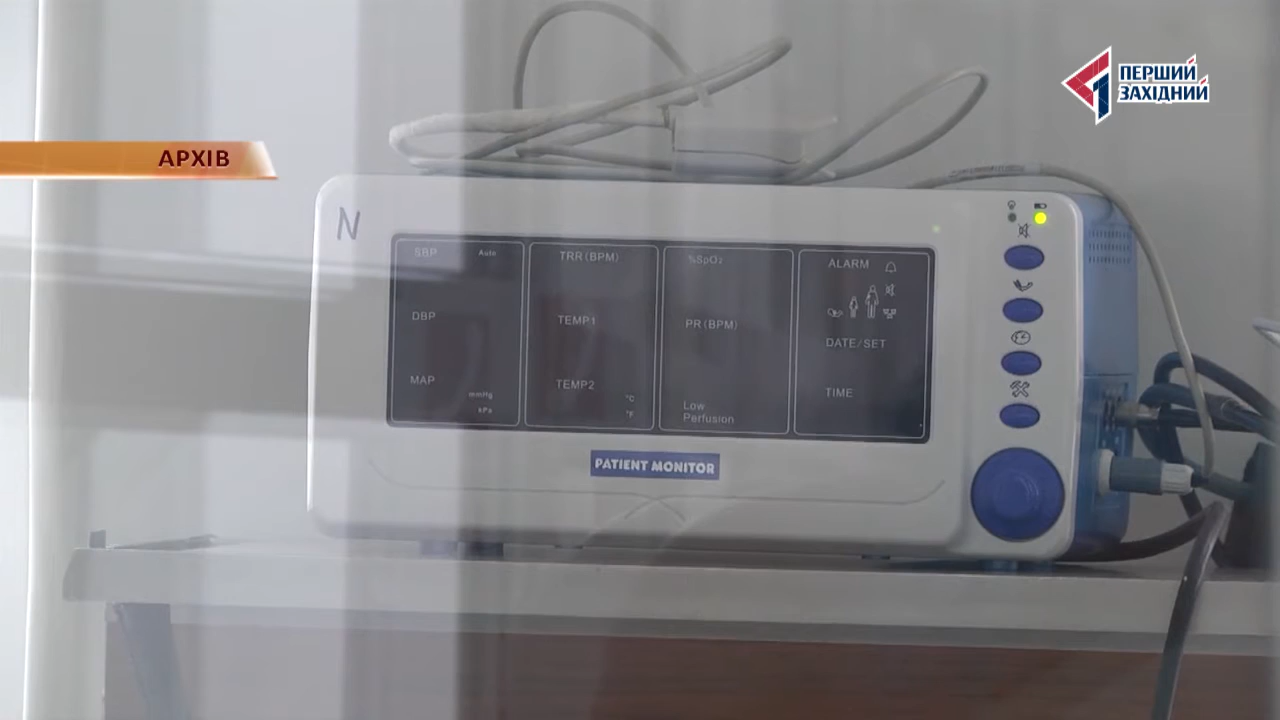 ПЕРШИЙ
ЗАХІДНИЙ
АРХІВ
N
SBP
Auto
DBP
MAP
mmHg
kPa
TRR (BPM)
TEMP1
TEMP2
°C
°F
%SpO2
PR (BPM)
Low
Perfusion
ALARM
DATE/SET
TIME
PATIENT MONITOR